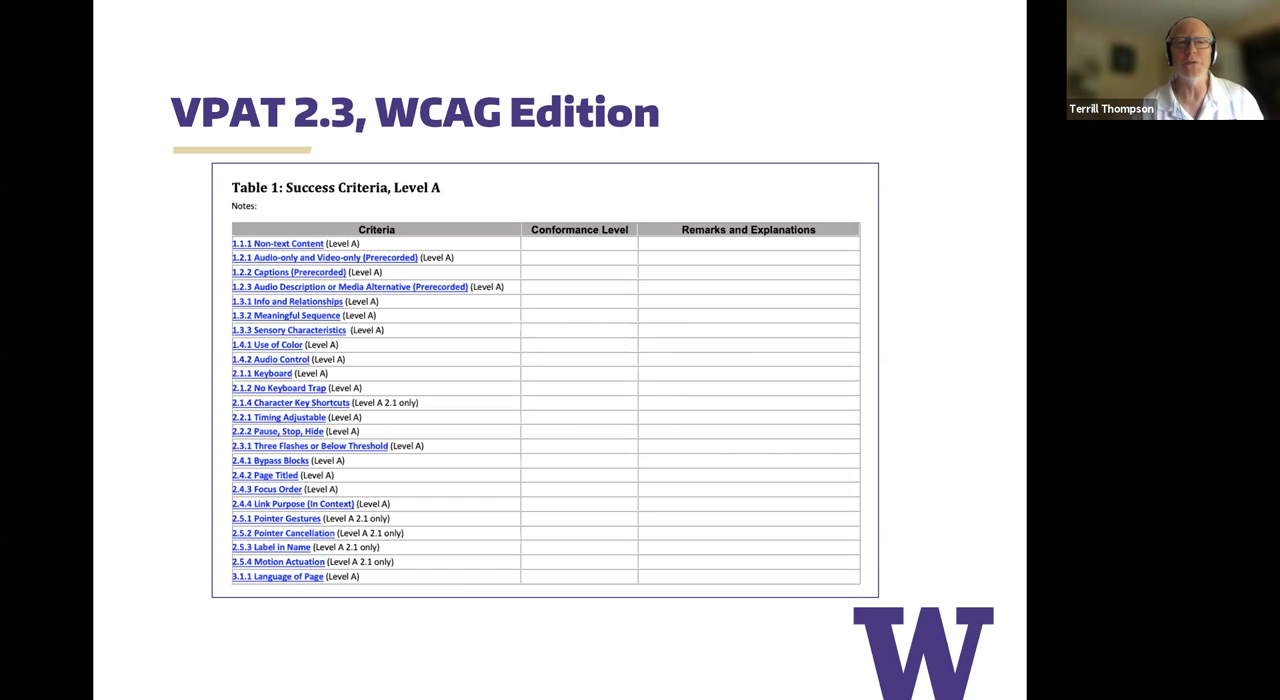 VPAT 2.3, WCAG Edition
Terrill Thompson
Table 1: Success Criteria, Level A
Notes:
Criteria Conformance Level Remarks and Explanations
1.1.1 Non-text Content (Level A)
1.2.1 Audio-only and Video-only (Prerecorded) (Level A)
1.2.2 Captions (Prerecorded) (Level A)
1.2.3 Audio Description or Media Alternative (Prerecorded) (Level A)
1.3.1 Info and Relationships (Level A)
1.3.2 Meaningful Sequence (Level A)
1.3.3 Sensory Characteristics (Level A)
1.4.1 Use of Color (Level A)
1.4.2 Audio Control (Level A)
2.1.1 Keyboard (Level A)
2.1.2 No Keyboard Trap (Level A)
2.1.4 Character Key Shortcuts (Level A 2.1 only)
2.2.1 Timing Adjustable (Level A)
2.2.2 Pause, Stop, Hide (Level A)
2.3.1 Three Flashes or Below Threshold (Level A)
2.4.1 Bypass Blocks (Level A)
2.4.2 Page Titled (Level A)
2.4.3 Focus Order (Level A)
2.4.4 Link Purpose (In Context) (Level A)
2.5.1 Pointer Gestures (Level A 2.1 only)
2.5.2 Pointer Cancellation (Level A 2.1 only)
2.5.3 Label in Name (Level A 2.1 only)
2.5.4 Motion Actuation (Level A 2.1 only)
3.1.1 Language of Page (Level A)
W